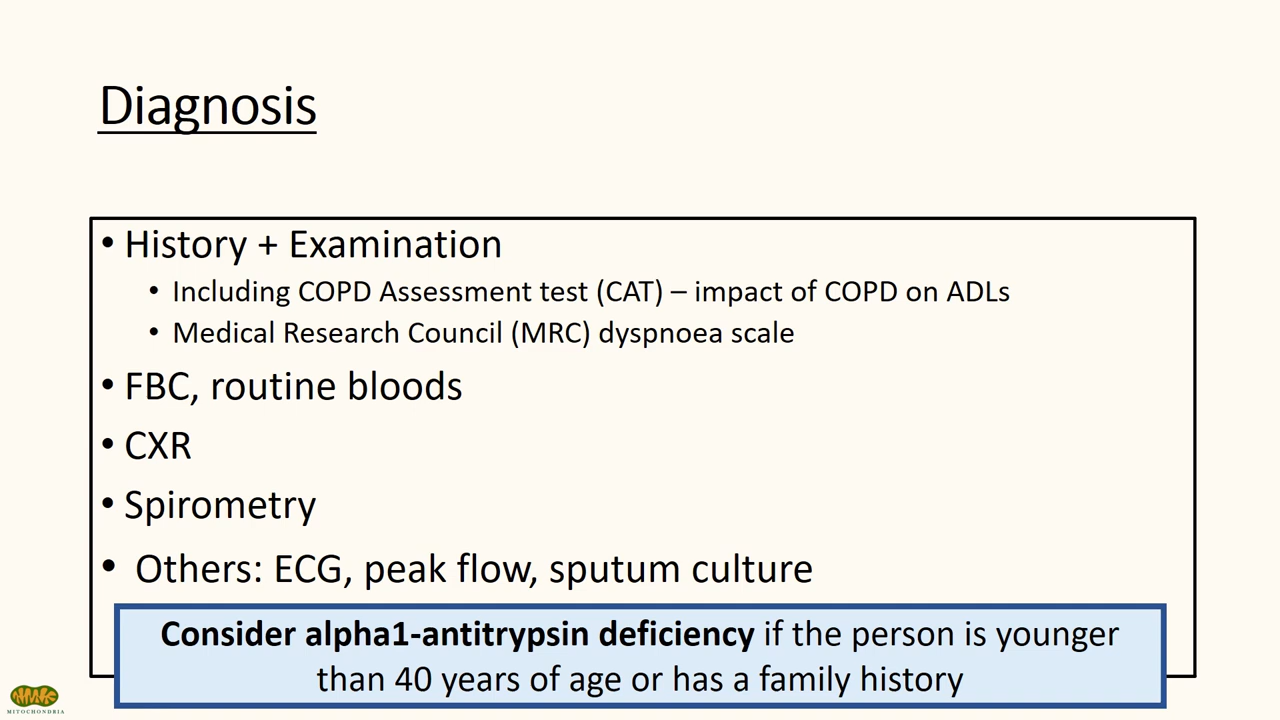 Diagnosis
• History + Examination
• Including COPD Assessment test (CAT) – impact of COPD on ADLs
• Medical Research Council (MRC) dyspnoea scale
• FBC, routine bloods
• CXR
• Spirometry
• Others: ECG, peak flow, sputum culture
Consider alpha1-antitrypsin deficiency if the person is younger
than 40 years of age or has a family history
MITOCHONDRIA